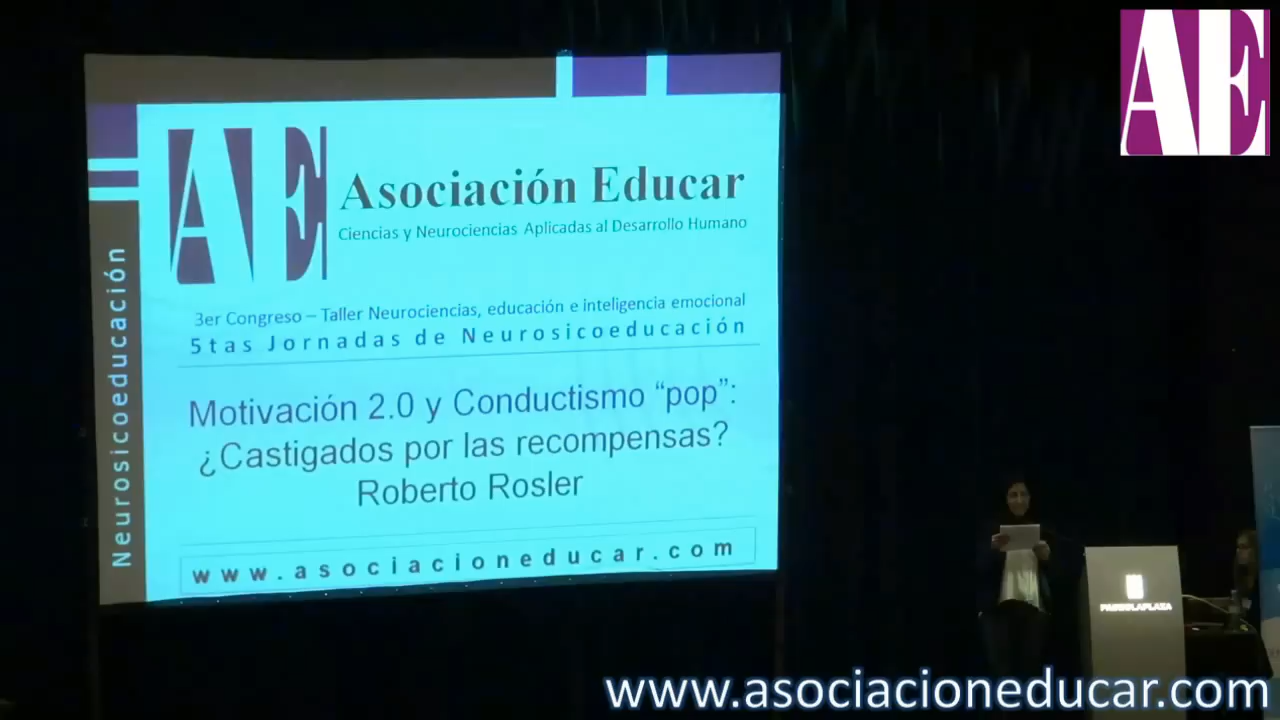 AE
AE
Asociación Educar
Ciencias y Neurociencias Aplicadas al Desarrollo Humano
Neurosicoeducación
3er Congreso – Taller Neurociencias, educación e inteligencia emocional
5tas Jornadas de Neurosicoeducación
Motivación 2.0 y Conductismo “pop”:
¿Castigados por las recompensas?
Roberto Rosler
www.asociacioneducar.com
www.asociacioneducar.com